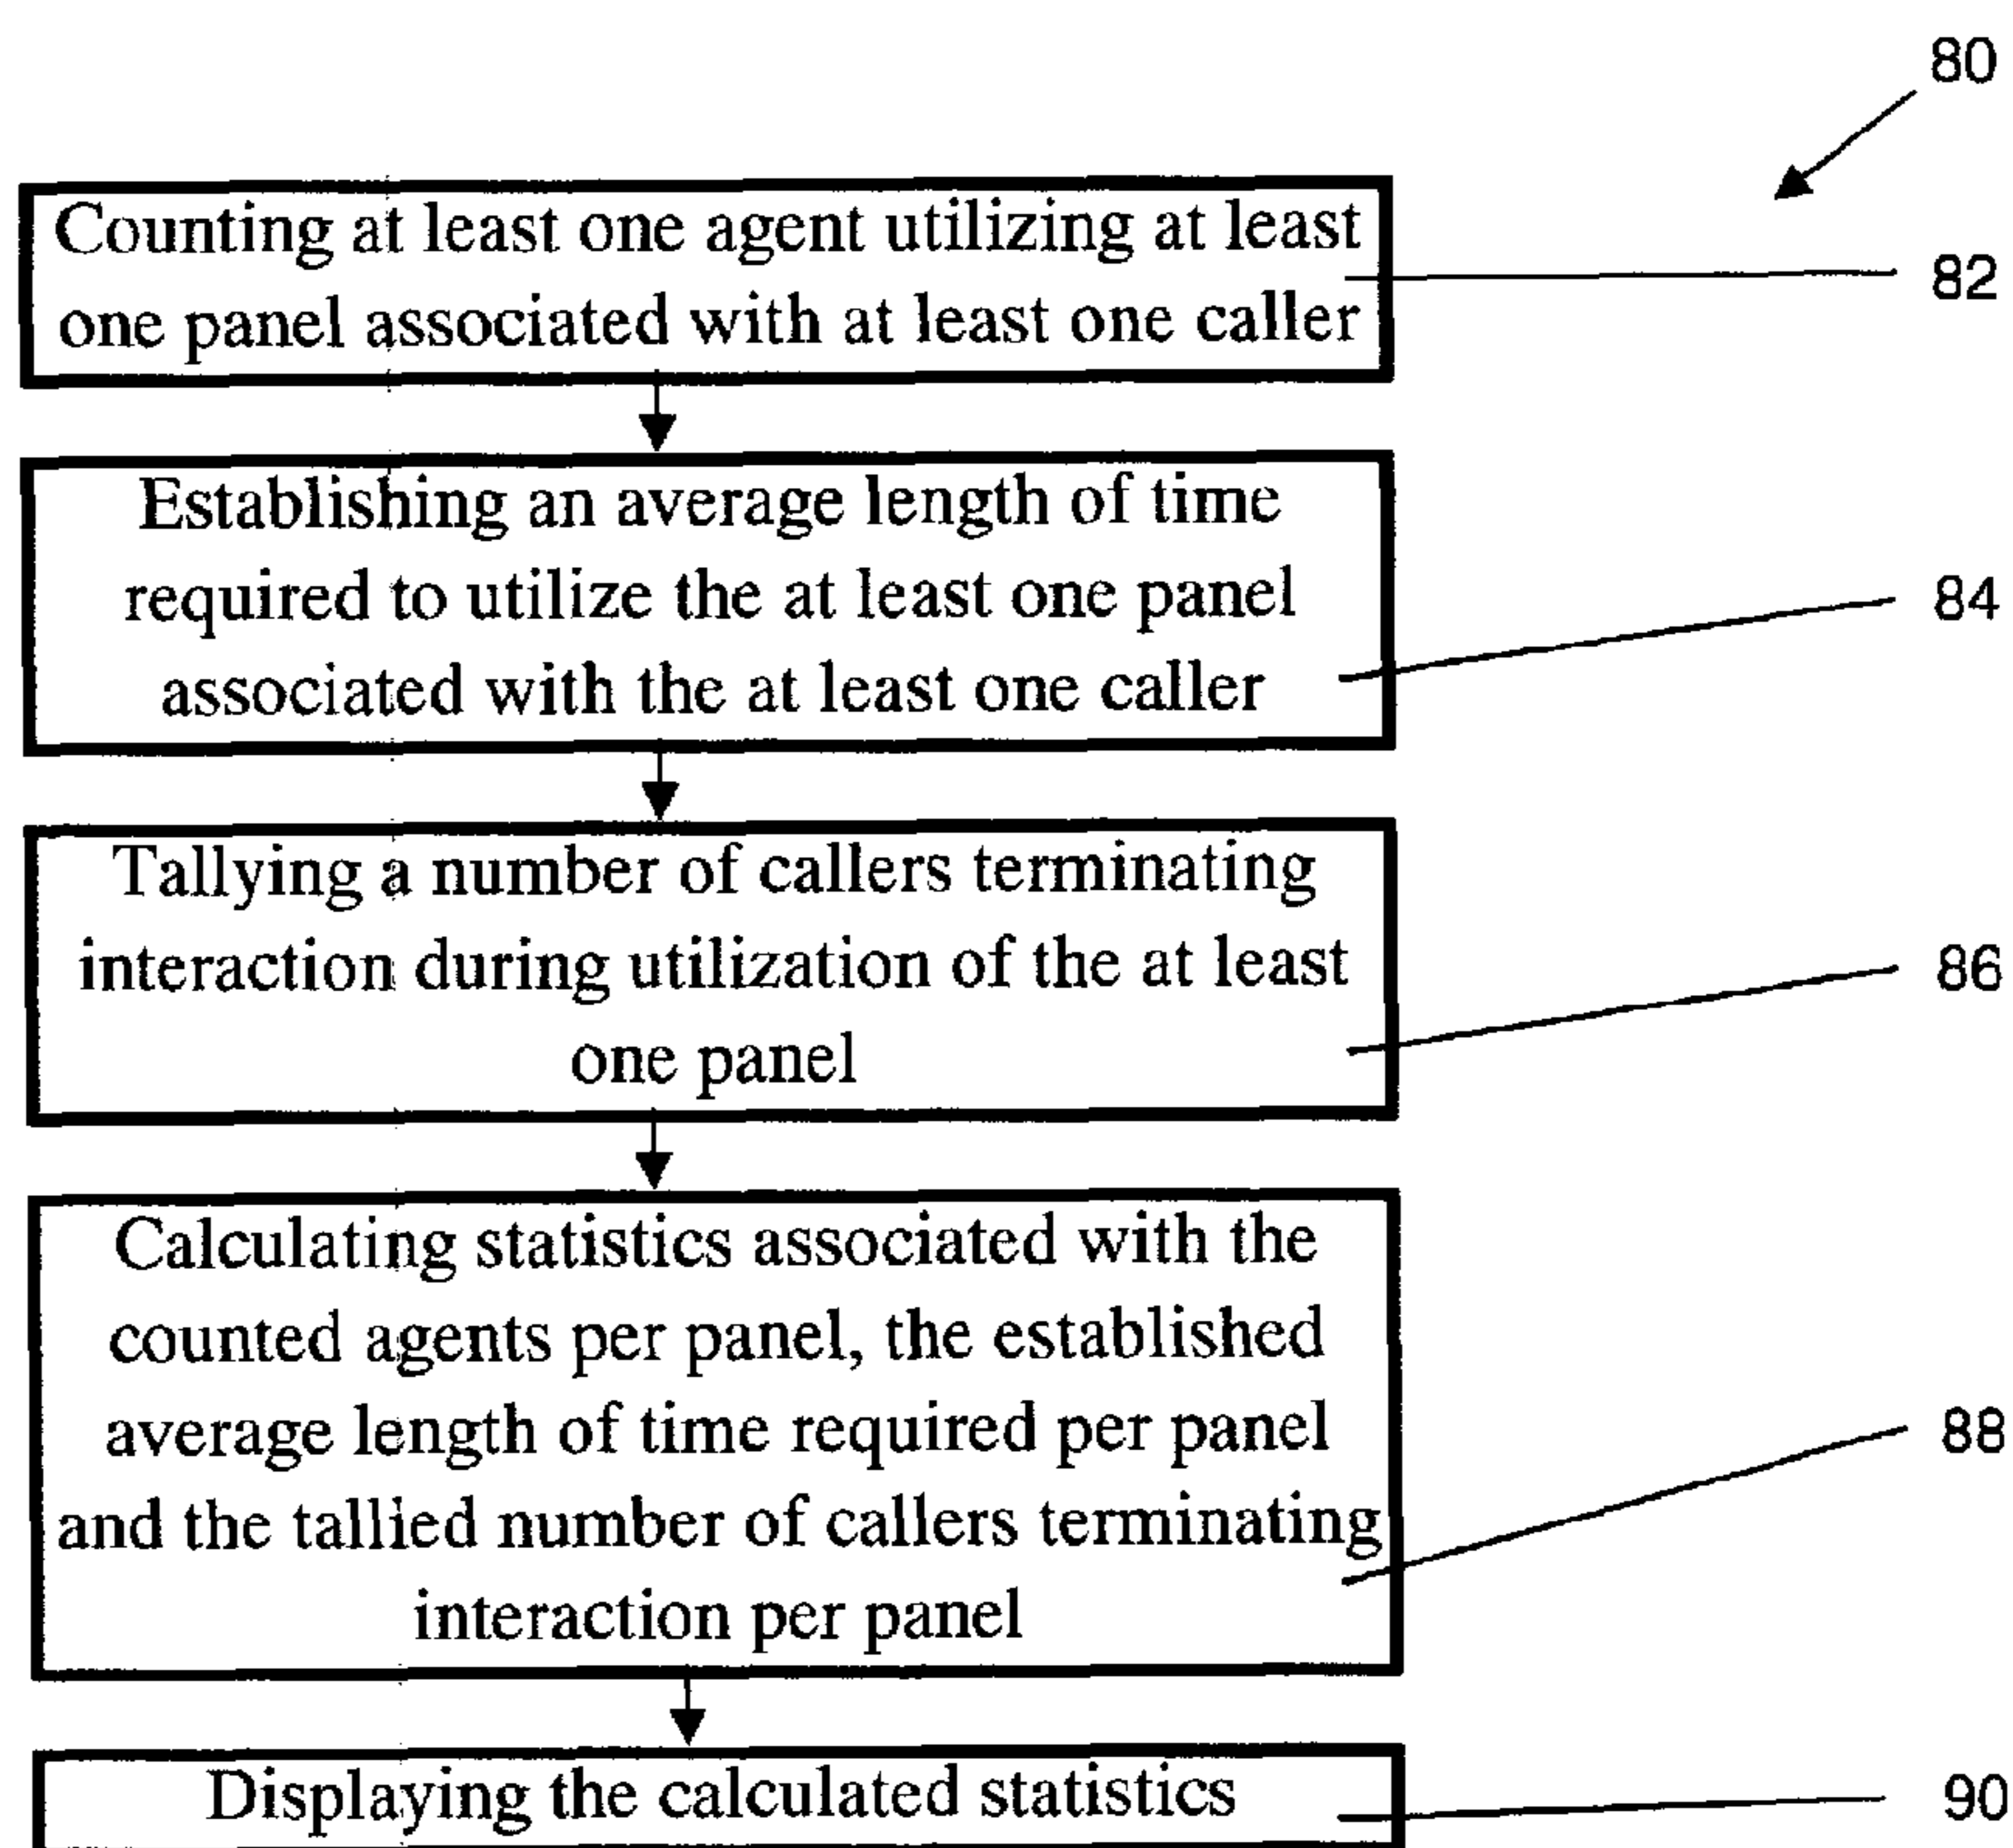 80
Counting at least one agent utilizing at least
one panel associated with at least one caller
82
Establishing an average length of time
required to utilize the at least one panel
associated with the at least one caller
84
Tallying a number of callers terminating
interaction during utilization of the at least
one panel
86
Calculating statistics associated with the
counted agents per panel, the established
average length of time required per panel
and the tallied number of callers terminating
interaction per panel
88
Displaying the calculated statistics
90